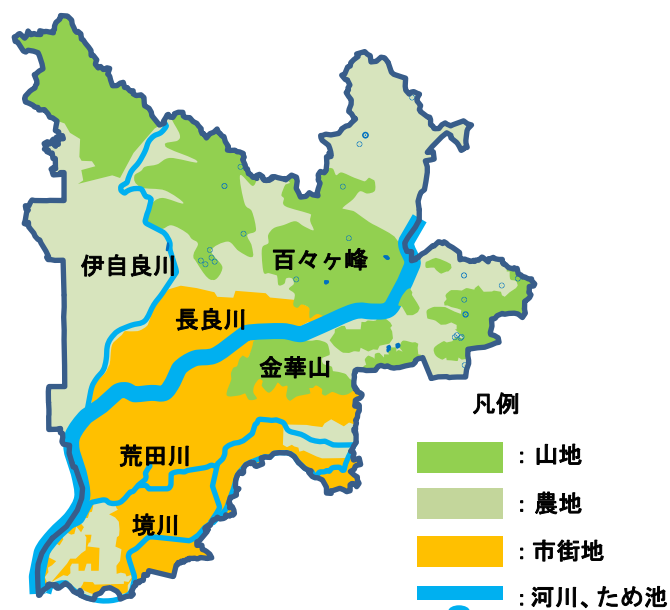 伊自良川
百々ヶ峰
長良川
金華山
荒田川
境川
凡例
：山地
：農地
：市街地
：河川、ため池